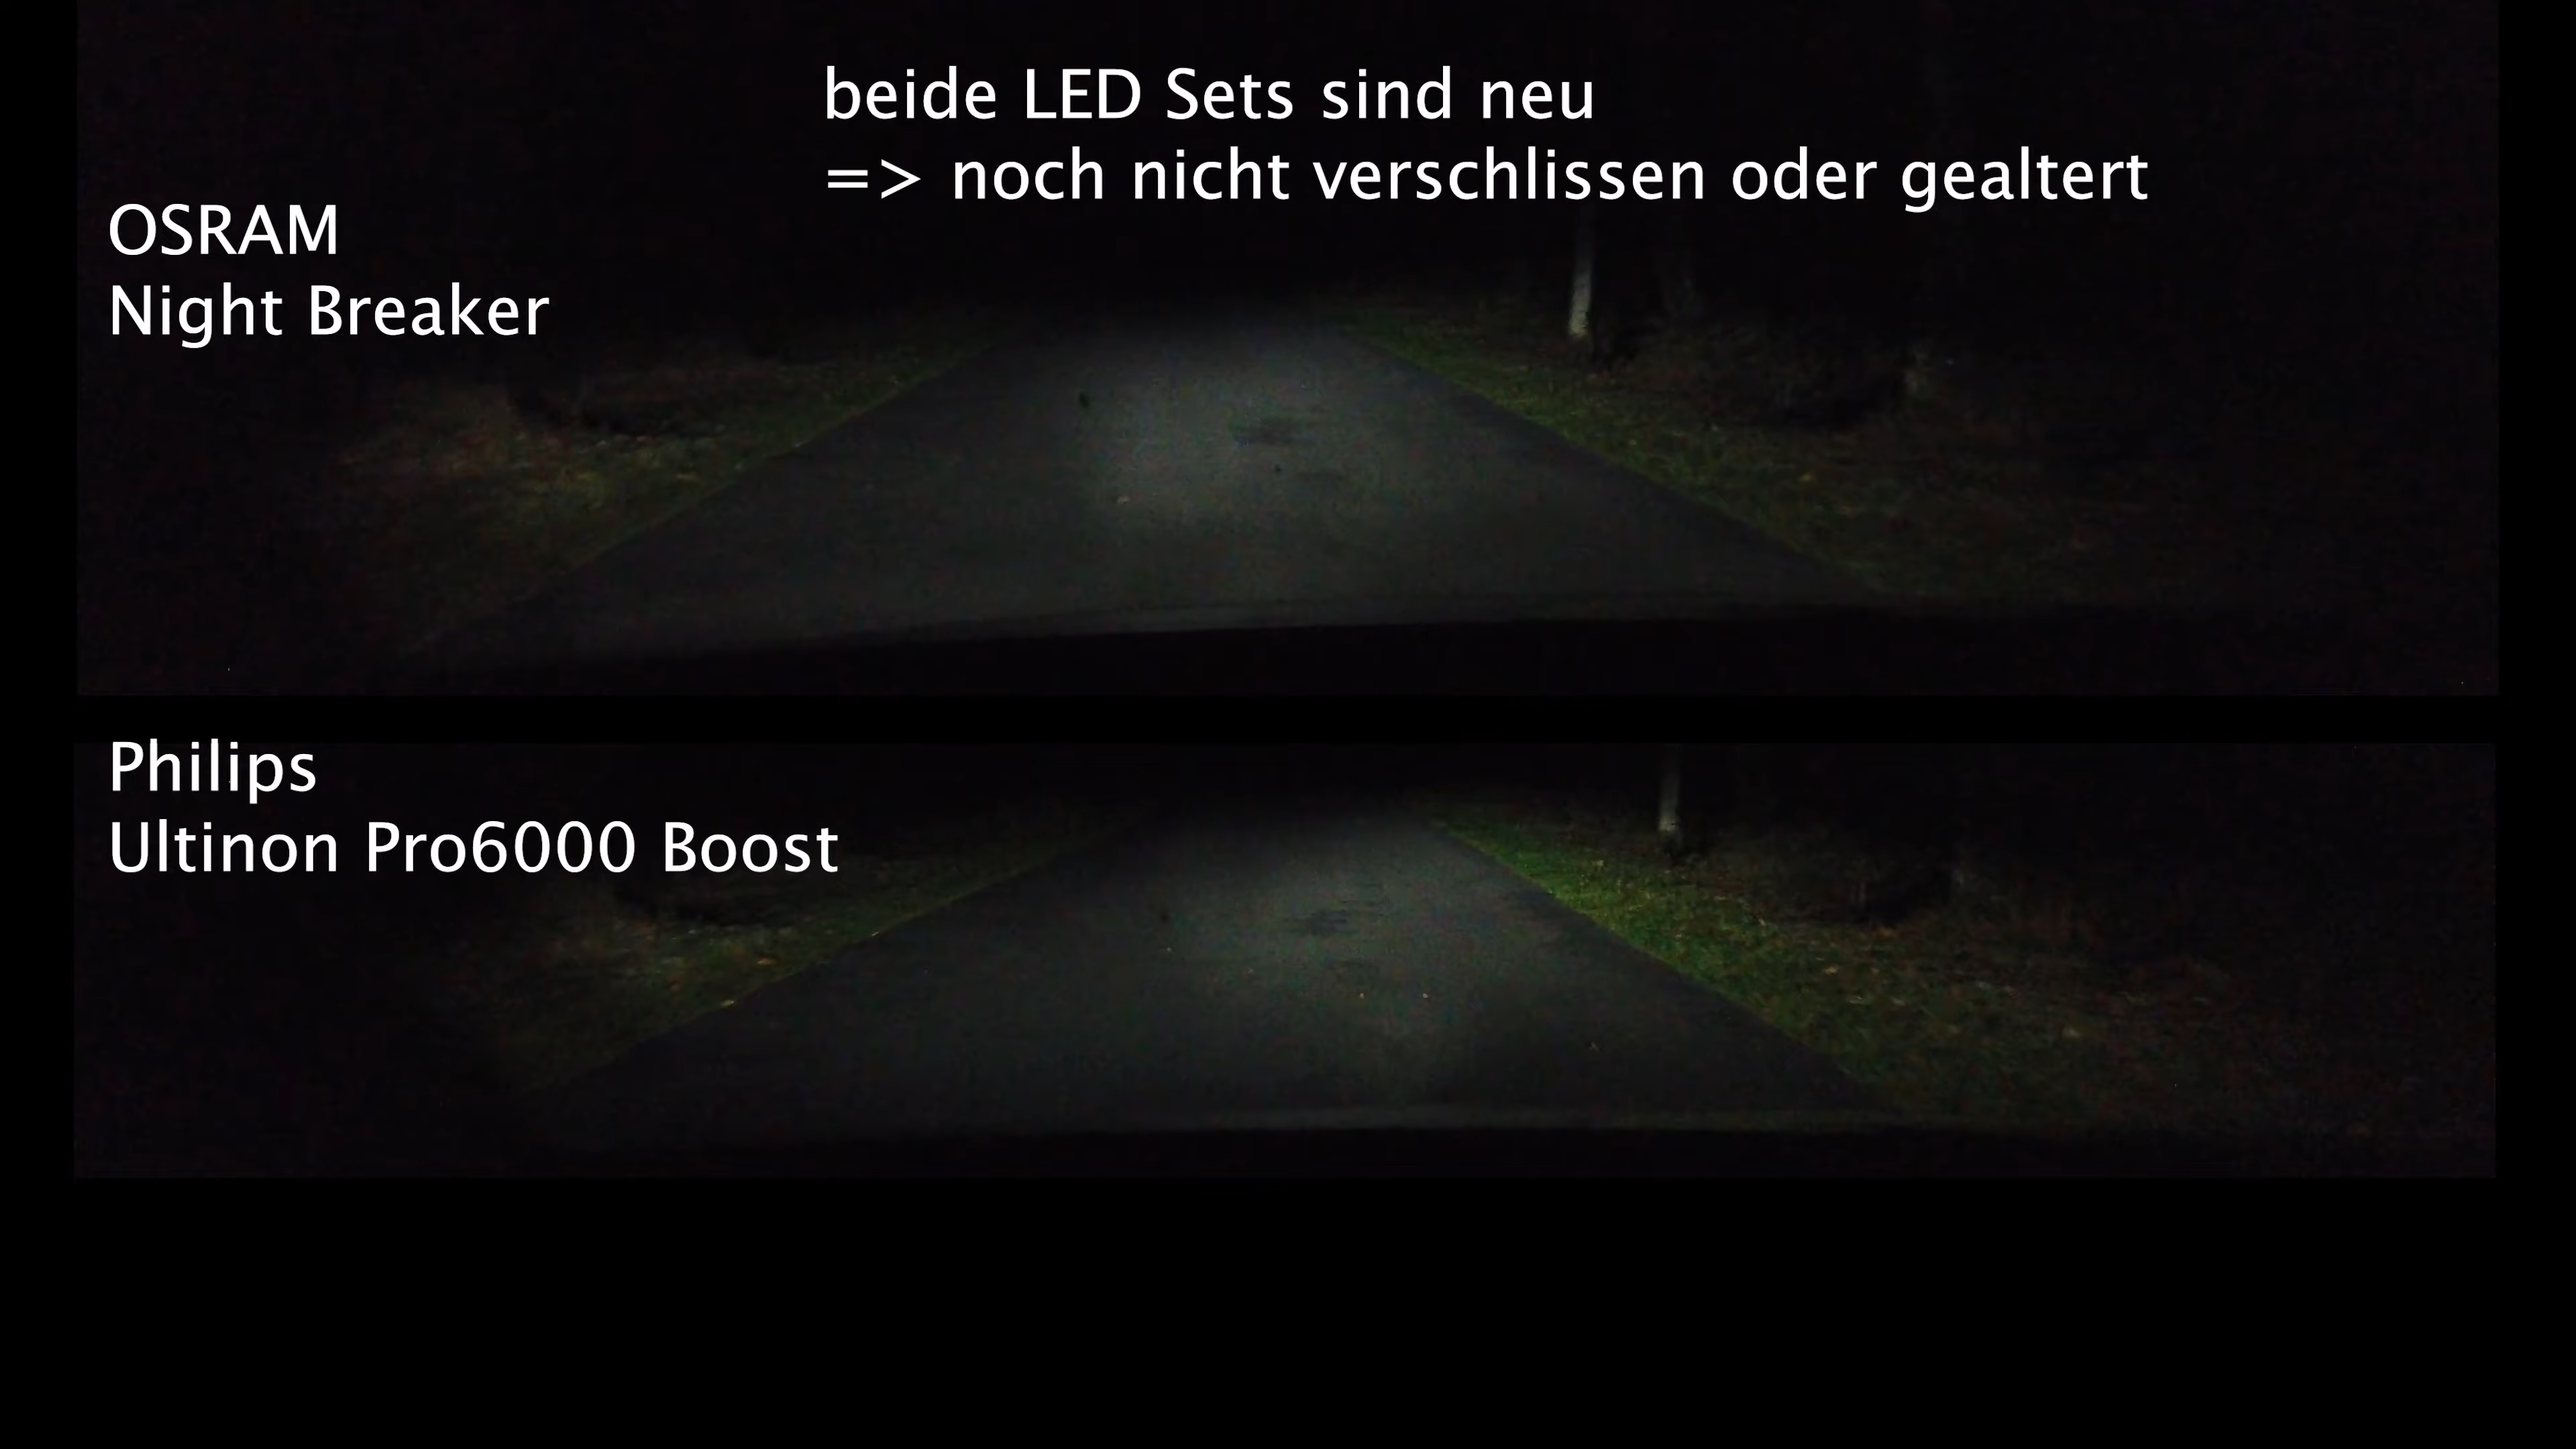 beide LED Sets sind neu
=> noch nicht verschlissen oder gealtert
OSRAM
Night Breaker
Philips
Ultinon Pro6000 Boost